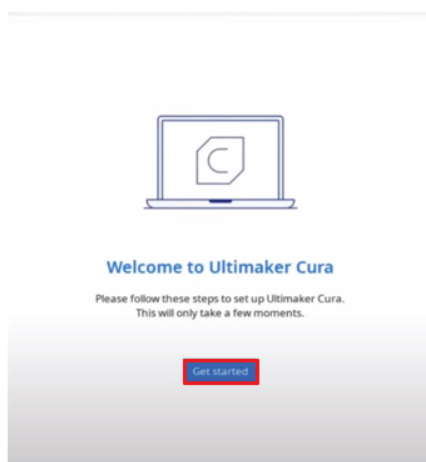 C
Welcome to Ultimaker Cura
Please follow these steps to set up Ultimaker Cura.
This will only take a few moments.
Get started